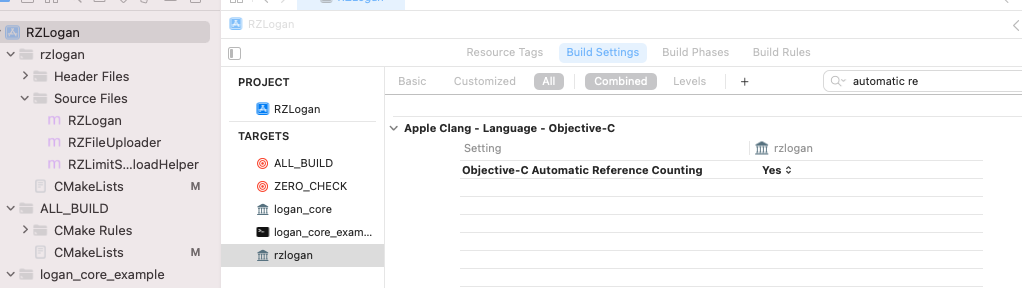 RZLogan
RZLogan
Resource Tags
Build Settings
Build Phases
Build Rules
Basic
Customized
All
Combined
Levels
+
automatic re
RZLogan
rzlogan
Header Files
Source Files
RZLogan
RZFileUploader
RZLimitS...loadHelper
CMakeLists
M
ALL_BUILD
CMake Rules
CMakeLists
M
logan_core_example
PROJECT
RZLogan
TARGETS
ALL_BUILD
ZERO_CHECK
logan_core
logan_core_exam...
rzlogan
Apple Clang - Language - Objective-C
Setting
rzlogan
Objective-C Automatic Reference Counting
Yes